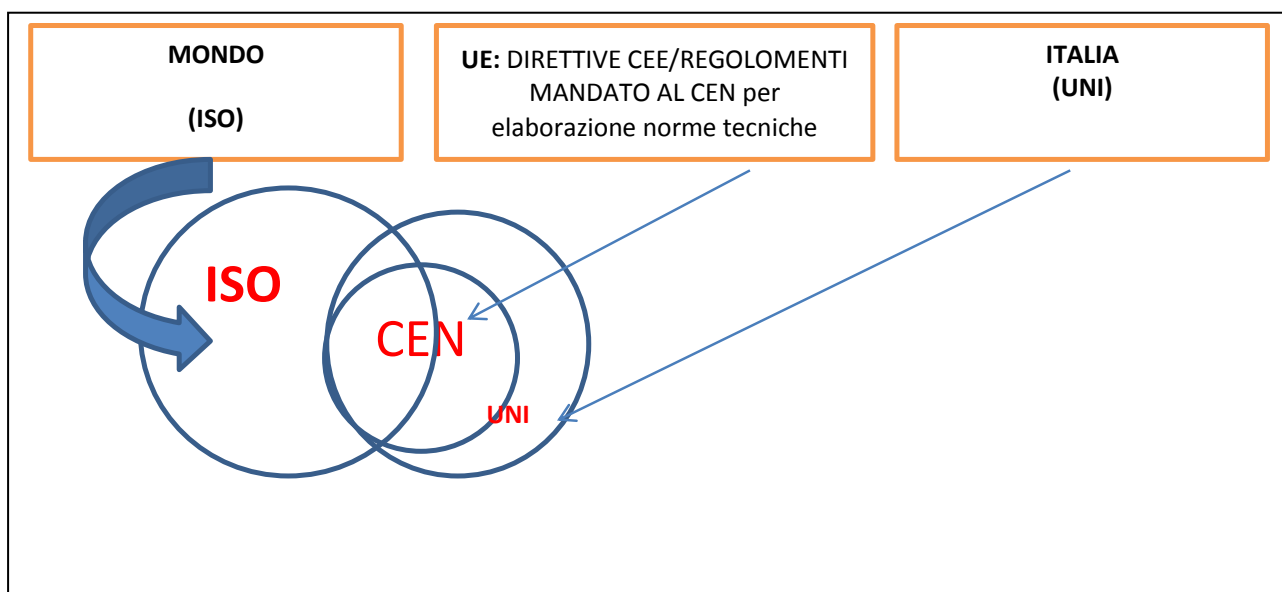 MONDO
(ISO)
UE: DIRETTIVE CEE/REGOLOMENTI
MANDATO AL CEN per
elaborazione norme tecniche
ITALIA
(UNI)
ISO
CEN
UNI